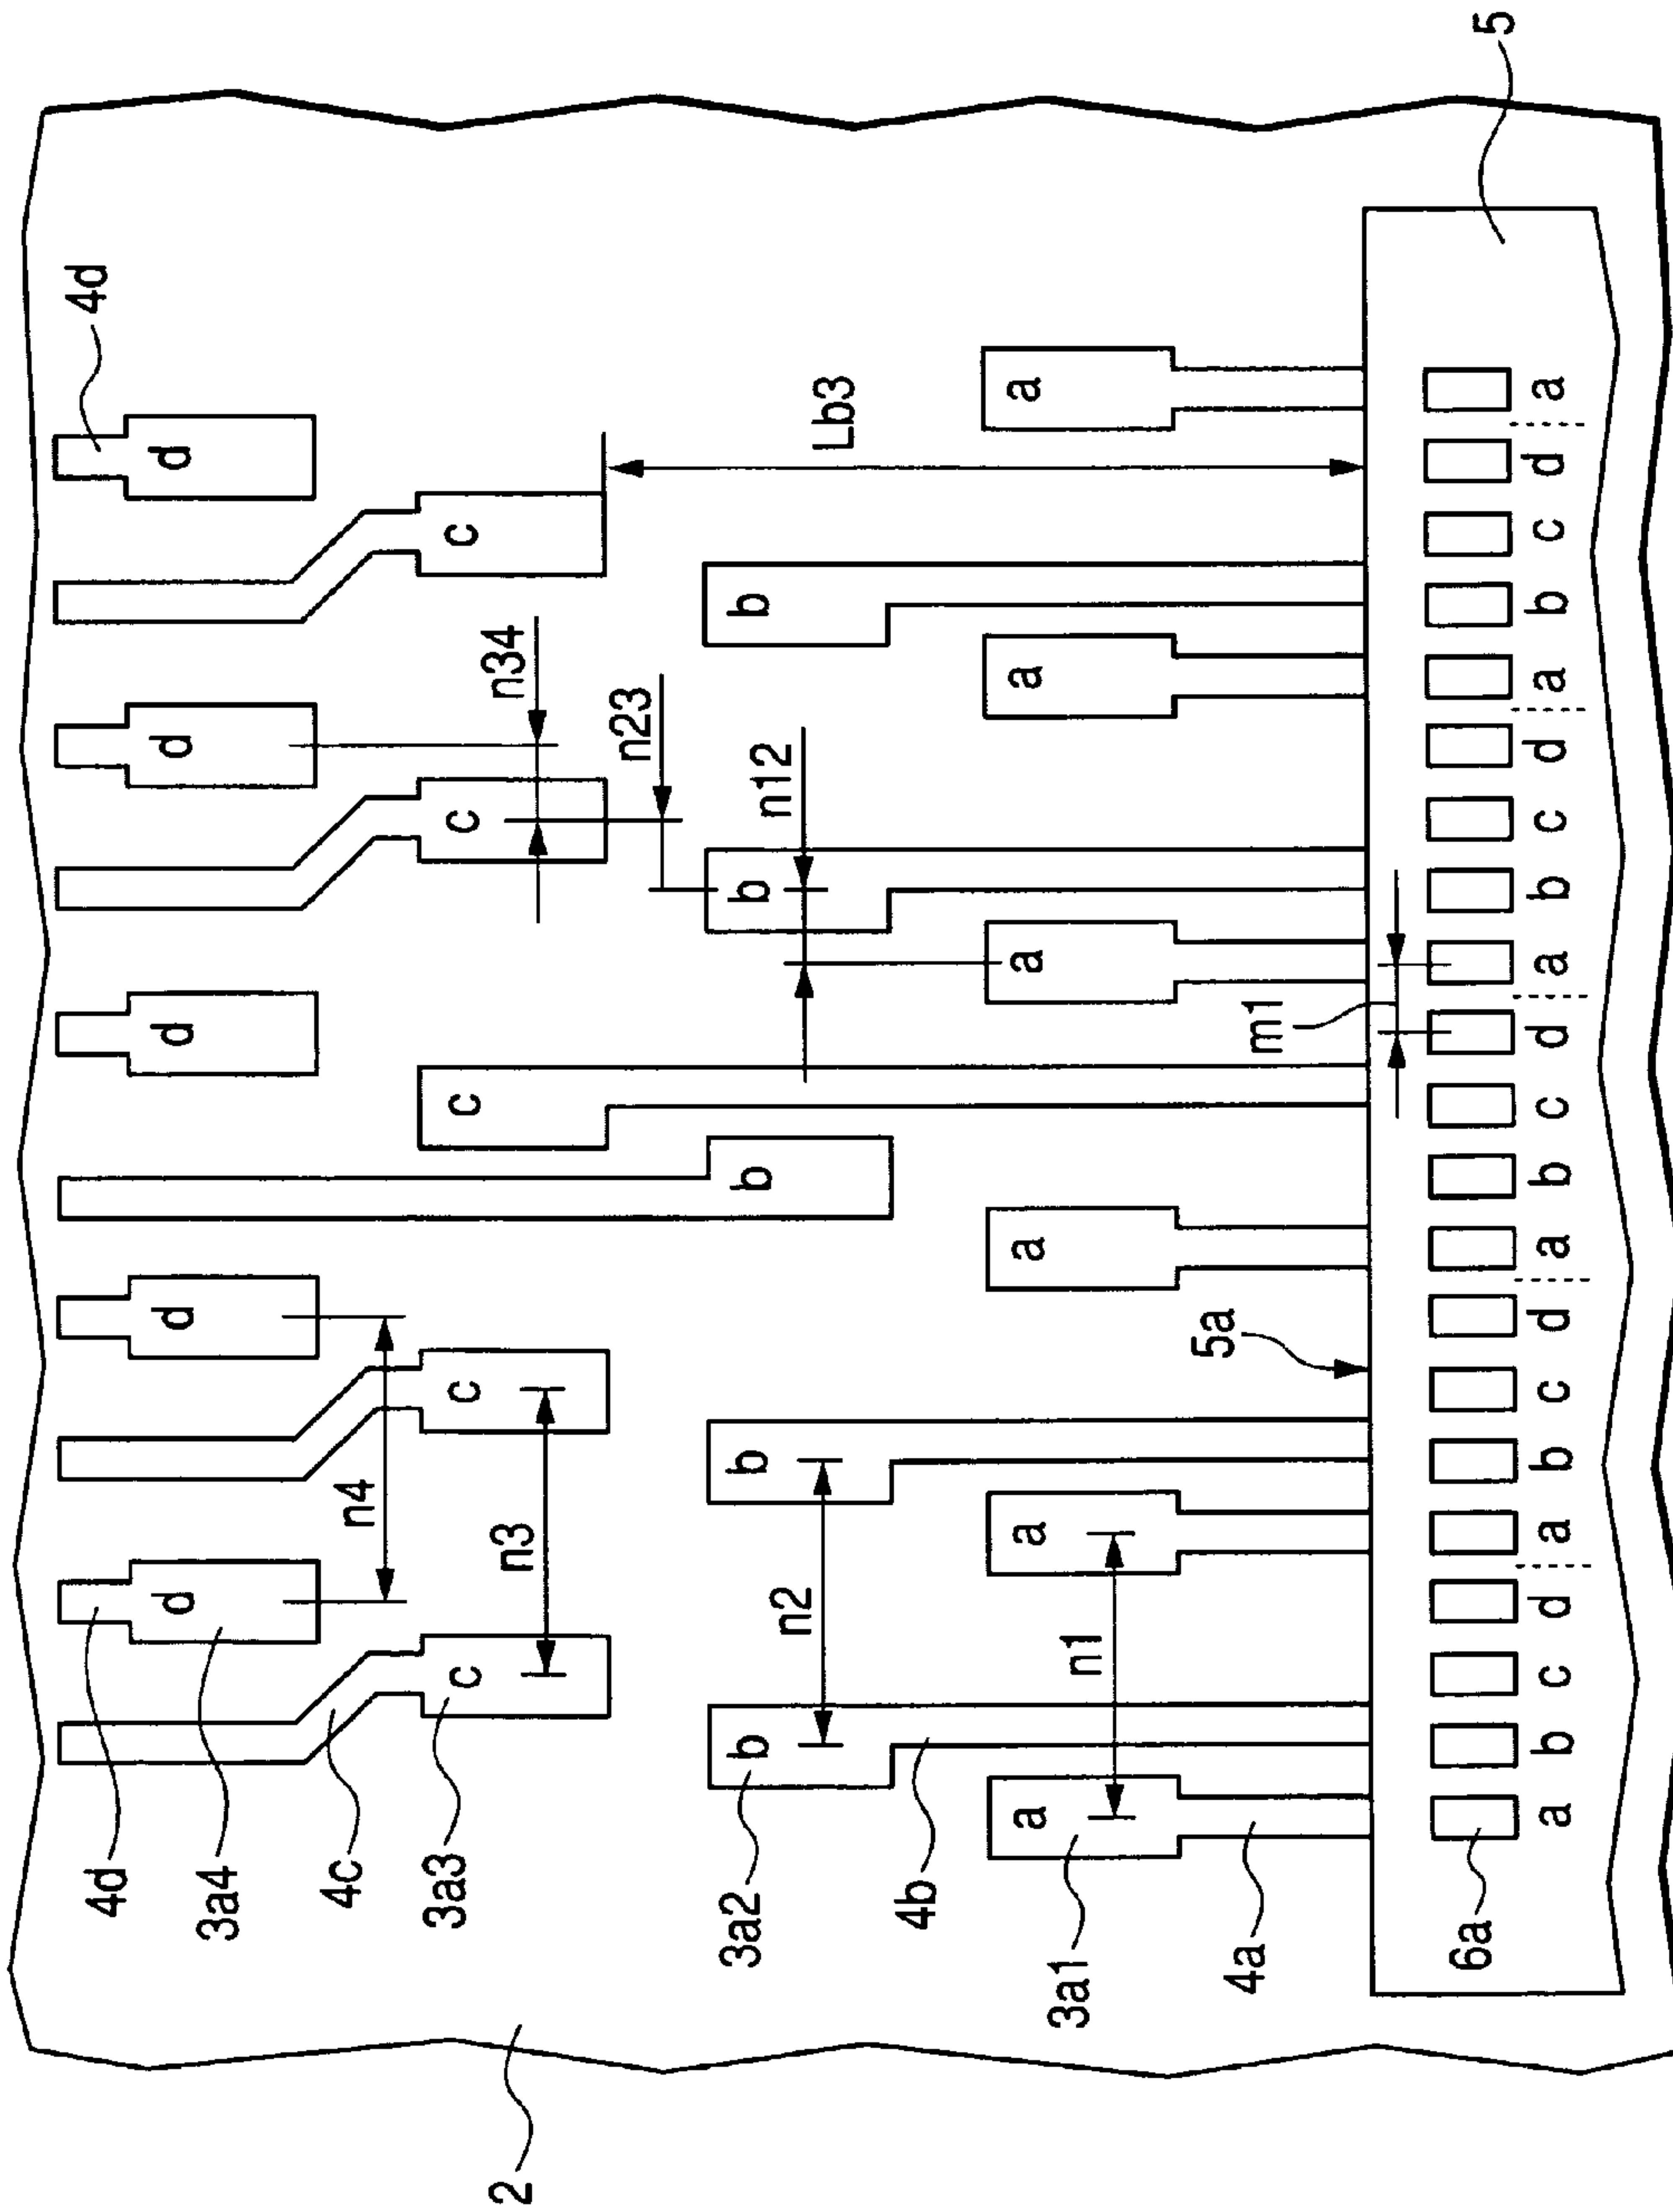 4d 4d
d d d d d
3a4
4c
n4
3a3
c c c c c
n34
2
n3
n23
3a2
b b b b b
n12
n2
Lb3
4b
a a a a a a
3a1
n1
5a
4a
m1
6a
5
a b c d a b c d a b c d a b c d a b c d a